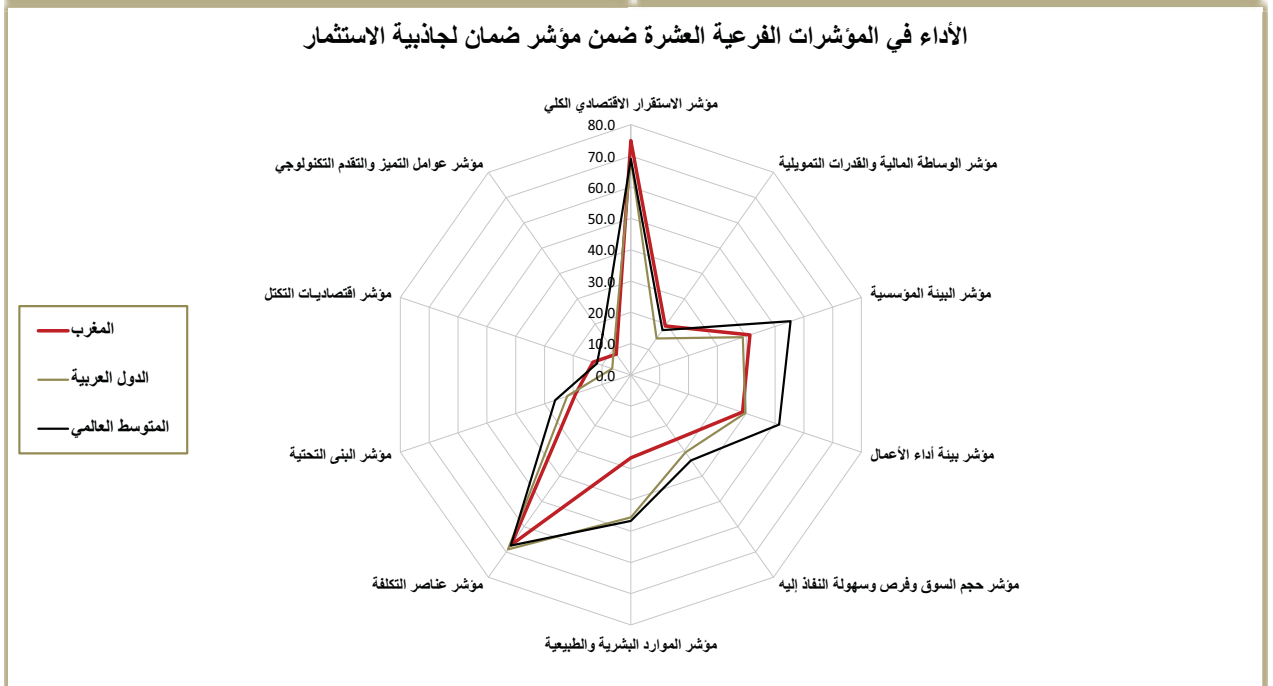 الأداء في المؤشرات الفرعية العشرة ضمن مؤشر ضمان لجاذبية الاستثمار
مؤشر الاستقرار الاقتصادي الكلي
مؤشر الوساطة المالية والقدرات التمويلية
مؤشر البيئة المؤسسية
مؤشر بيئة أداء الأعمال
مؤشر حجم السوق وفرص وسهولة النفاذ إليه
مؤشر الموارد البشرية والطبيعية
مؤشر عناصر التكلفة
مؤشر البنى التحتية
مؤشر اقتصاديات التكتل
مؤشر عوامل التميز والتقدم التكنولوجي
80.0
70.0
60.0
50.0
40.0
30.0
20.0
10.0
0.0
المغرب
الدول العربية
المتوسط العالمي